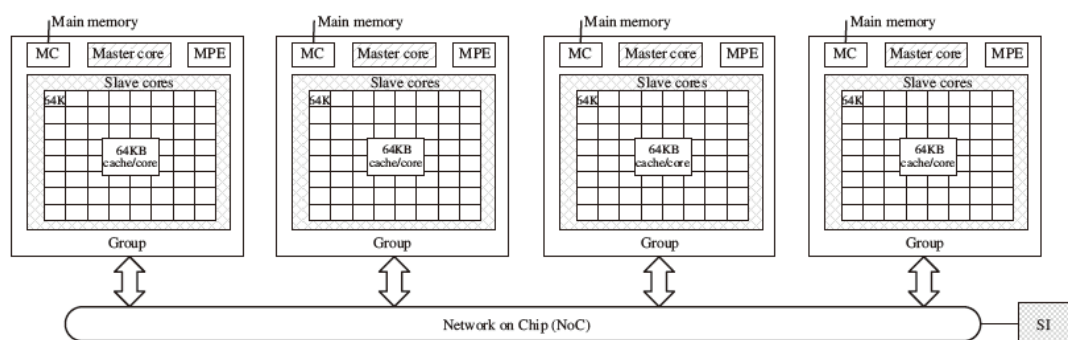 Main memory
MC Master core MPE
Slave cores
64K
64KB
cache/core
Group
Main memory
MC Master core MPE
Slave cores
64K
64KB
cache/core
Group
Main memory
MC Master core MPE
Slave cores
64K
64KB
cache/core
Group
Main memory
MC Master core MPE
Slave cores
64K
64KB
cache/core
Group
Network on Chip (NoC)
SI